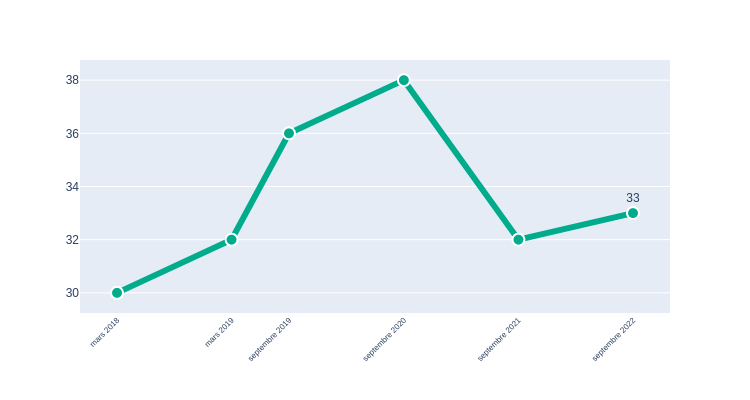 38
36
34
32
30
33
mars 2018
mars 2019
septembre 2019
septembre 2020
septembre 2021
septembre 2022